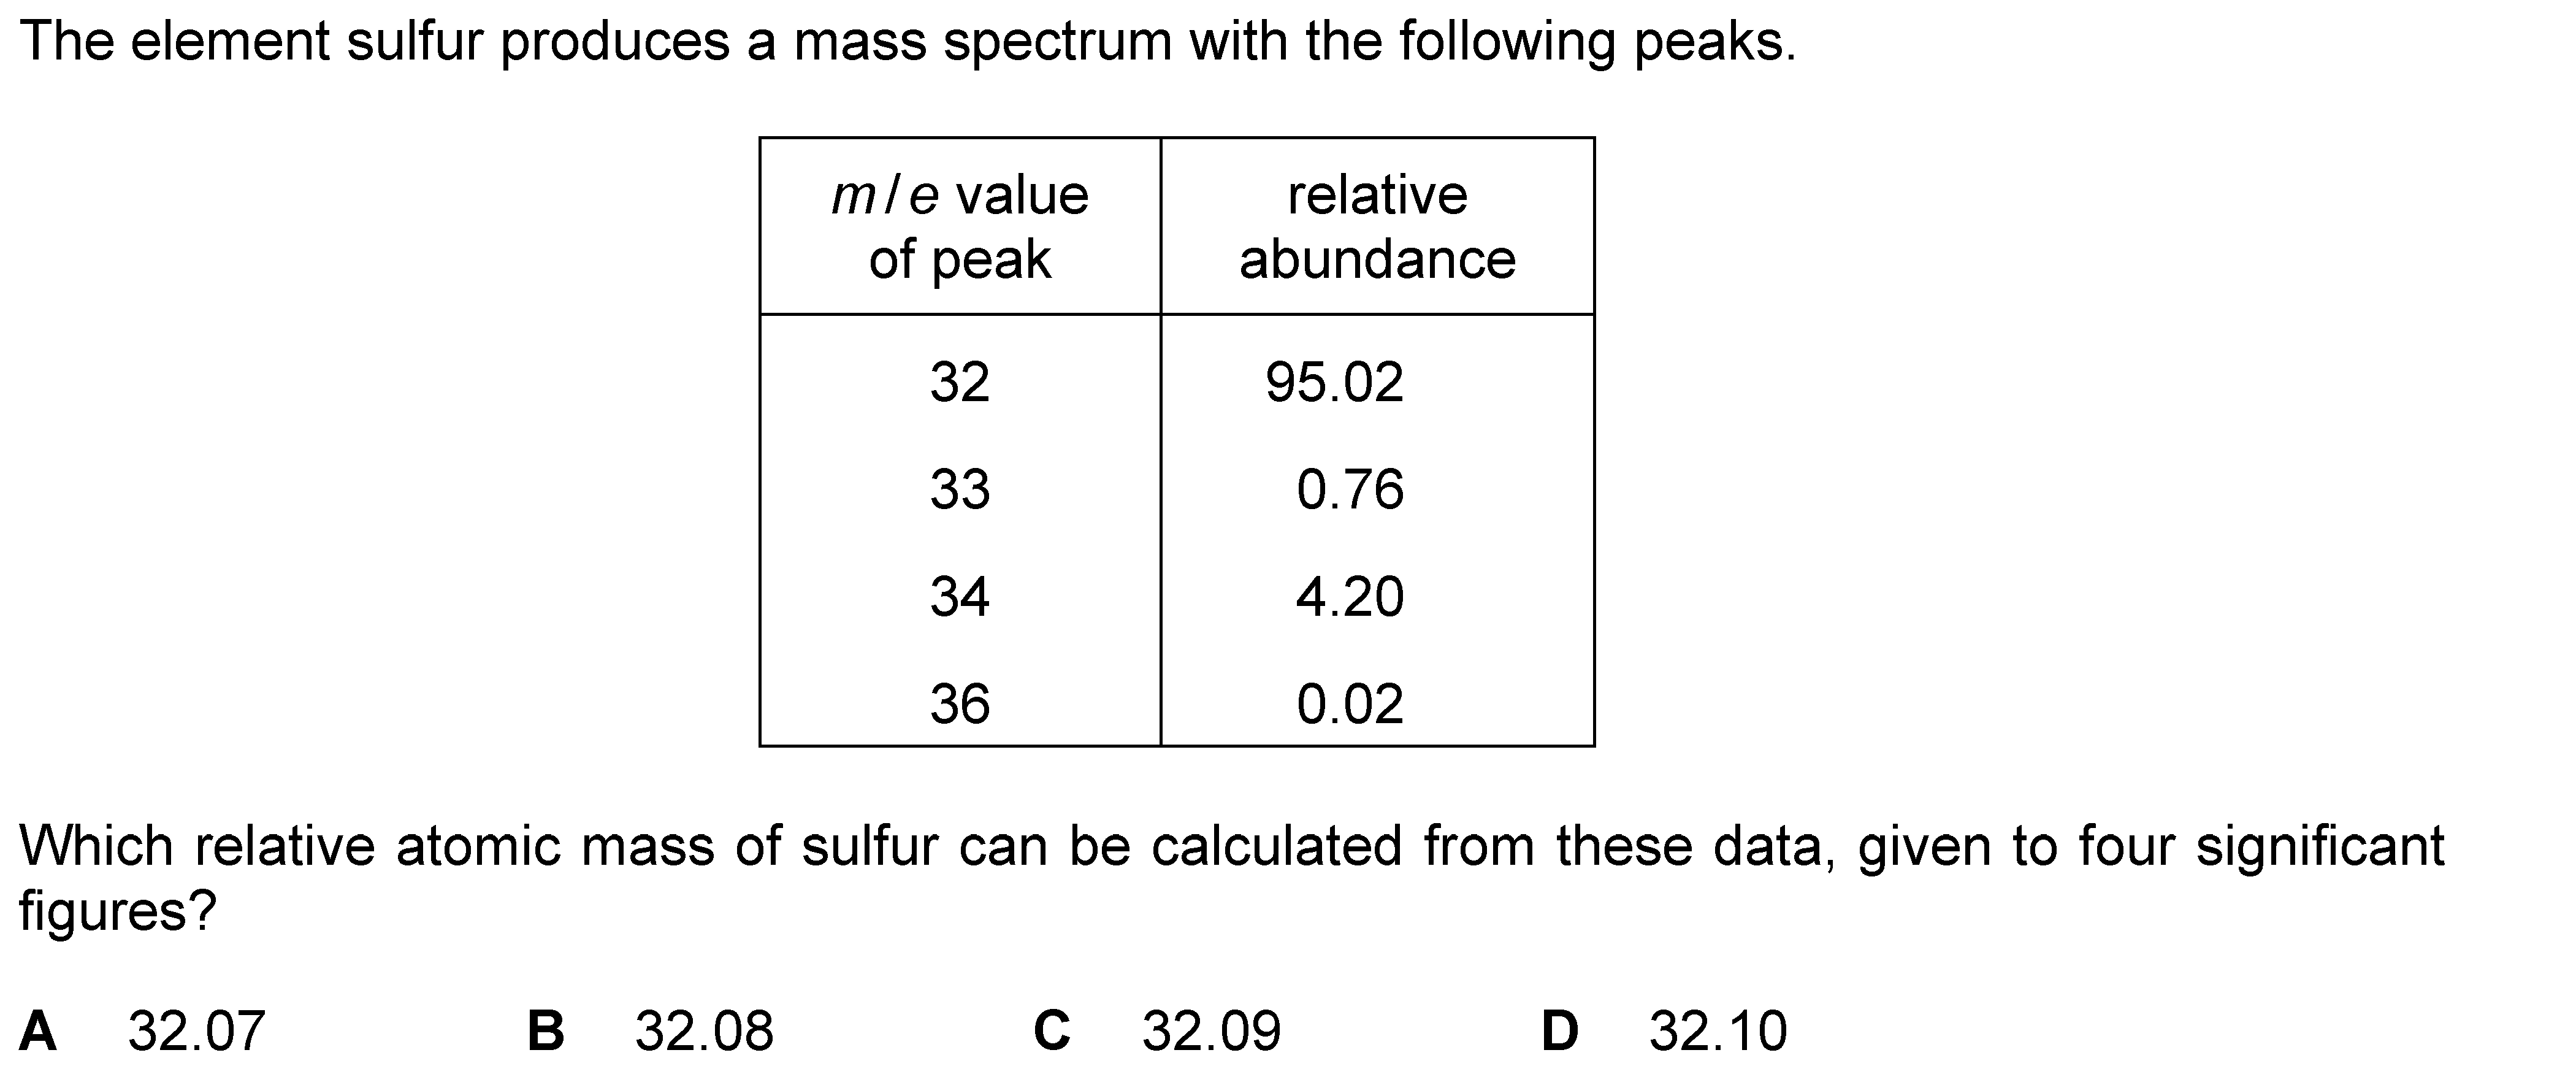 The element sulfur produces a mass spectrum with the following peaks.
m / e value relative
of peak abundance
32 95.02
33 0.76
34 4.20
36 0.02
Which relative atomic mass of sulfur can be calculated from these data, given to four significant
figures?
A 32.07 B 32.08 C 32.09 D 32.10